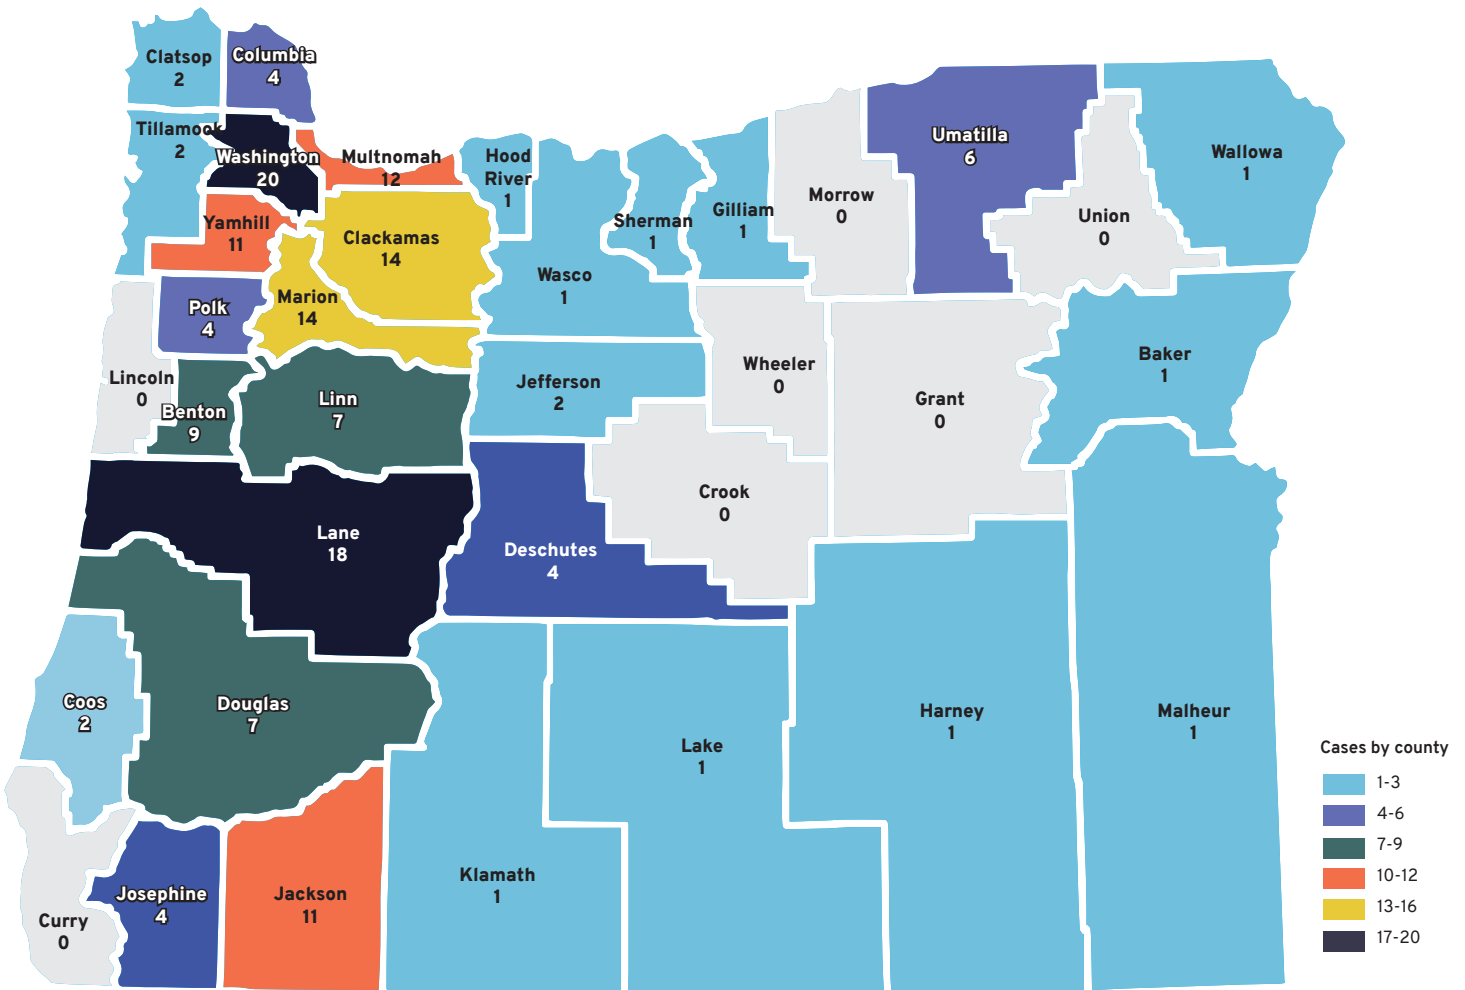 Clatsop
2
Columbia
4
Tillamook
2
Washington
20
Multnomah
12
Hood
River
1
Yamhill
11
Clackamas
14
Marion
14
Polk
4
Lincoln
0
Benton
9
Linn
7
Wasco
1
Sherman
1
Gilliam
1
Morrow
0
Umatilla
6
Union
0
Wallowa
1
Wheeler
0
Jefferson
2
Grant
0
Baker
1
Crook
0
Lane
18
Deschutes
4
Coos
2
Douglas
7
Curry
0
Josephine
4
Jackson
11
Klamath
1
Lake
1
Harney
1
Malheur
1
Cases by county
1-3
4-6
7-9
10-12
13-16
17-20